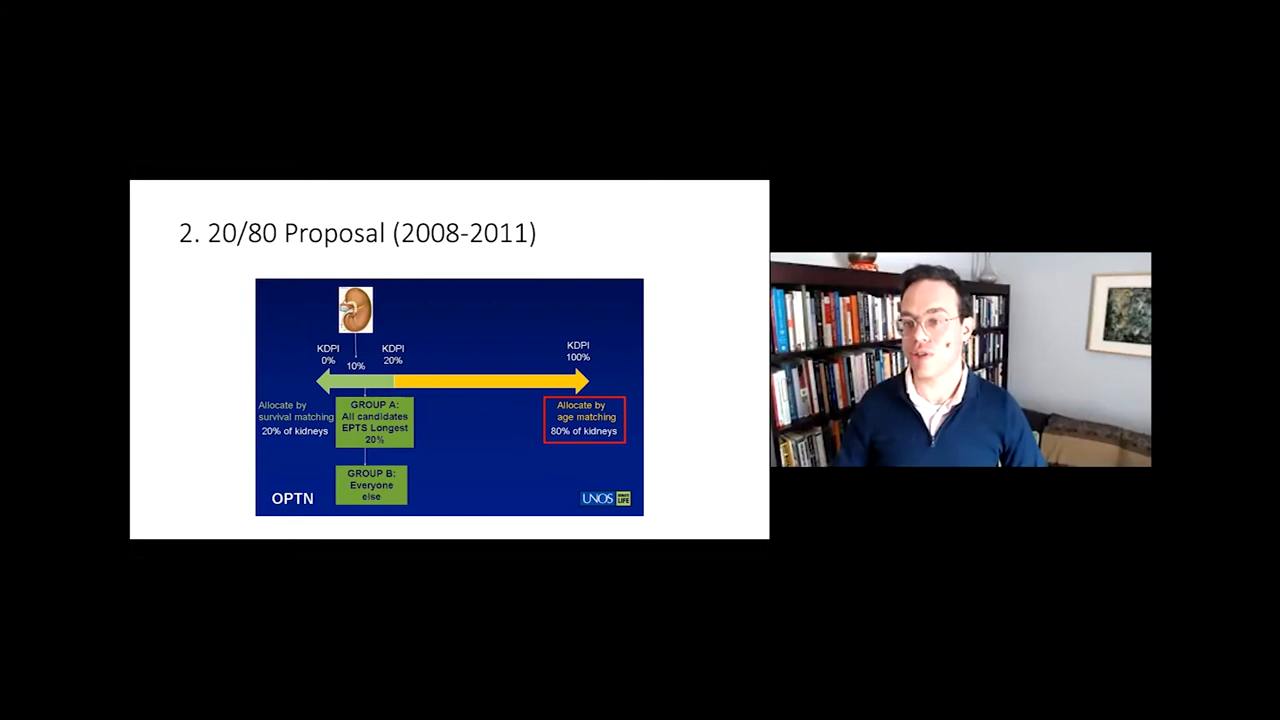 2. 20/80 Proposal (2008-2011)
KDPI
0%
10%
KDPI
20%
KDPI
100%
Allocate by
survival matching
20% of kidneys
GROUP A:
All candidates
EPTS Longest
20%
Allocate by
age matching
80% of kidneys
GROUP B:
Everyone
else
OPTN
UNOS
DONATE
LIFE